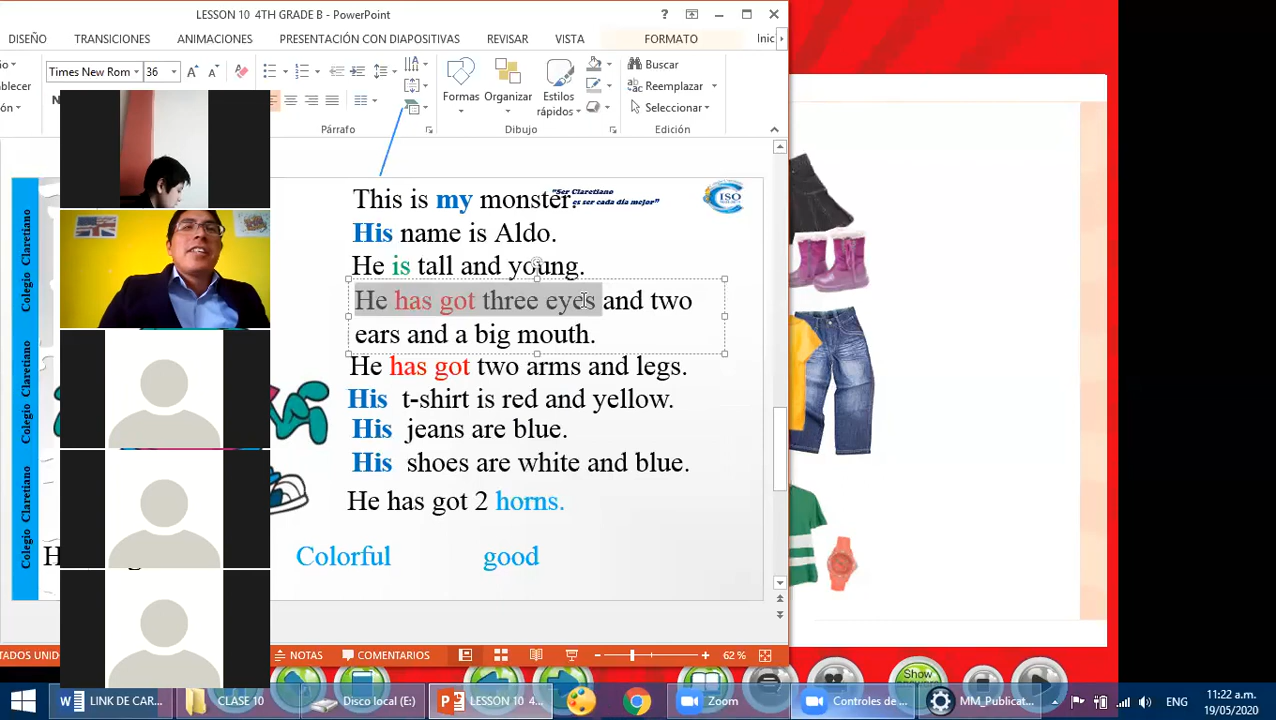 LESSON 10 4TH GRADE B - PowerPoint
DISEÑO TRANSICIONES ANIMACIONES PRESENTACIÓN CON DIAPOSITIVAS REVISAR VISTA FORMATO Inic
Times New Rom 36
Formas
Organizar
Estilos
rápidos
Buscar
Reemplazar
Seleccionar
Párrafo
Dibujo
Edición
"Ser Claretiano
es ser cada día mejor"
CISO
Colegio Claretiano Colegio Claretiano Colegio Claretiano
This is my monster.
His name is Aldo.
He is tall and young.
He has got three eyes and two
ears and a big mouth.
He has got two arms and legs.
His t-shirt is red and yellow.
His jeans are blue.
His shoes are white and blue.
He has got 2 horns.
Colorful good
NOTAS COMENTARIOS 62 %
Show
Answers
LINK DE CAR... CLASE 10 Disco local (E:) LESSON 10 4... Zoom Controles de ... MM_Publicat... ENG
11:22 a.m.
19/05/2020